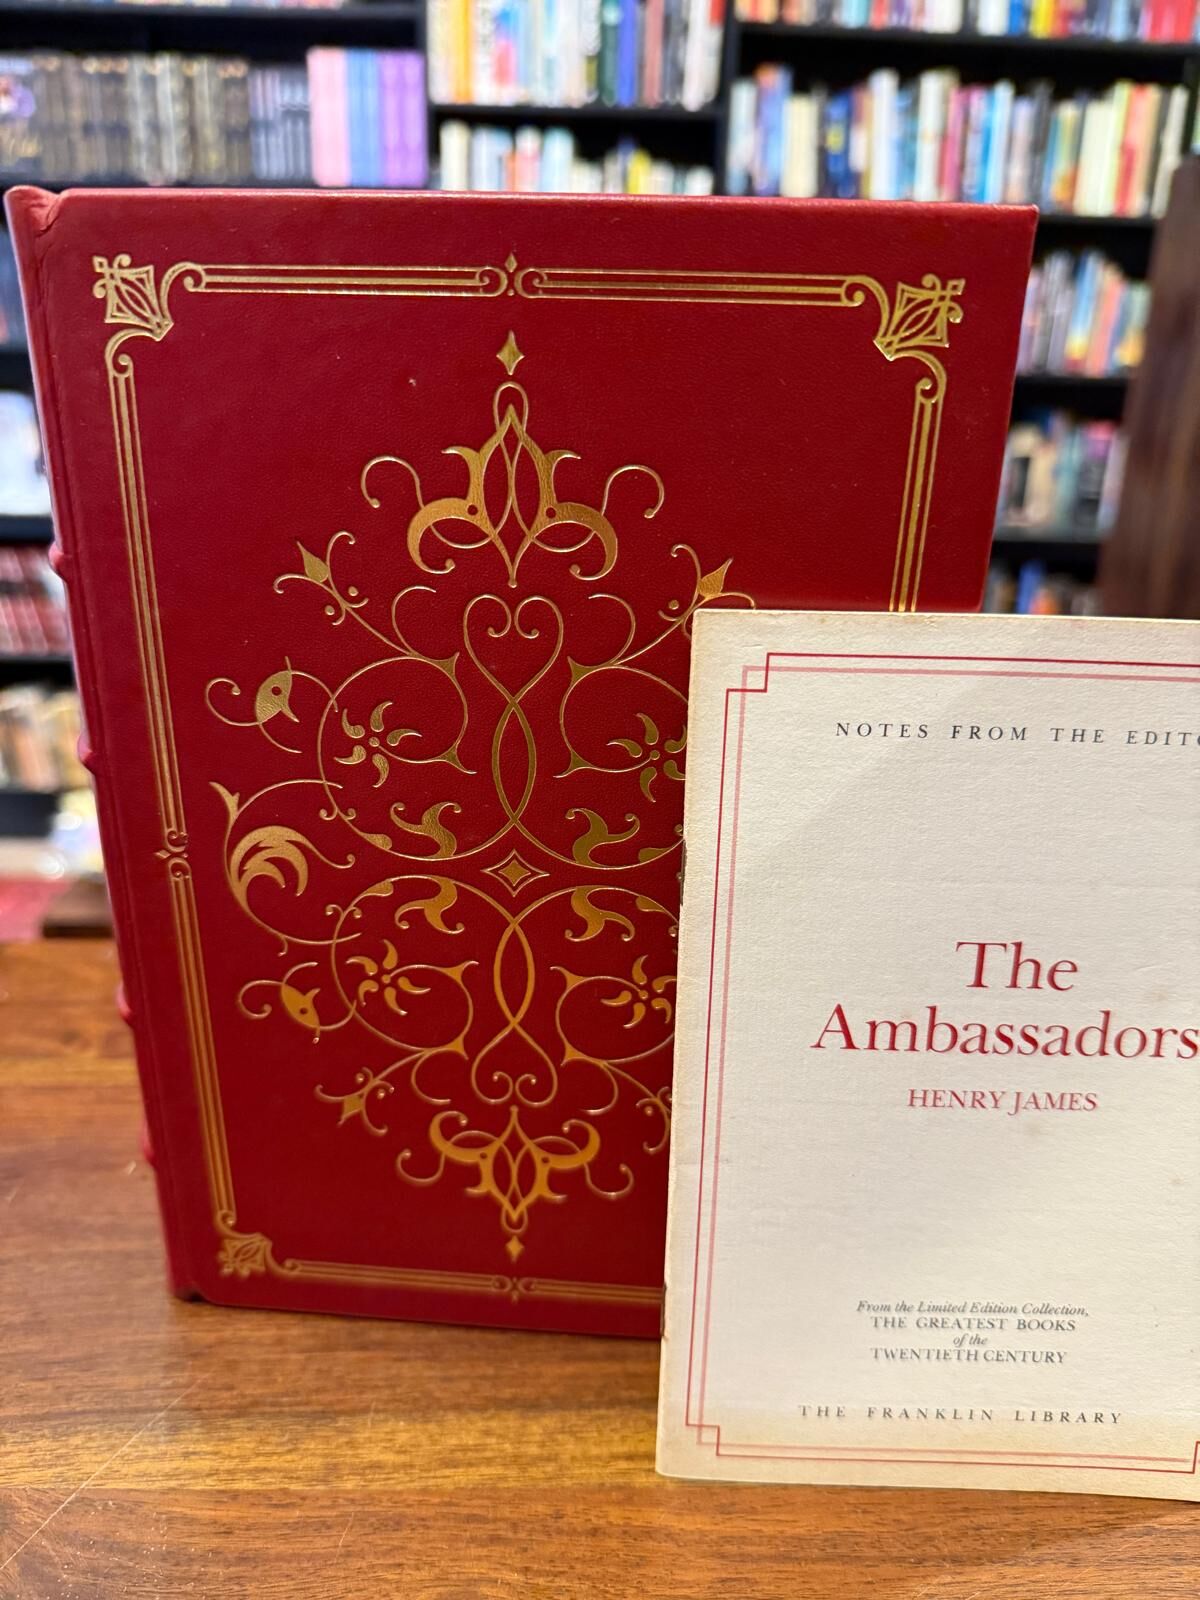 NOTES FROM THE EDITO
The
Ambassadors
HENRY JAMES
From the Limited Edition Collection,
THE GREATEST BOOKS
of the
TWENTIETH CENTURY
THE FRANKLIN LIBRARY